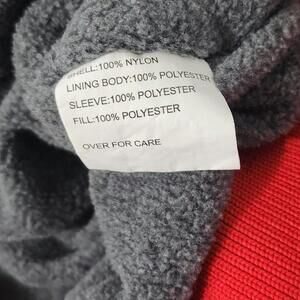 SHELL:100% NYLON
LINING BODY:100% POLYESTER
SLEEVE:100% POLYESTER
FILL:100% POLYESTER
OVER FOR CARE